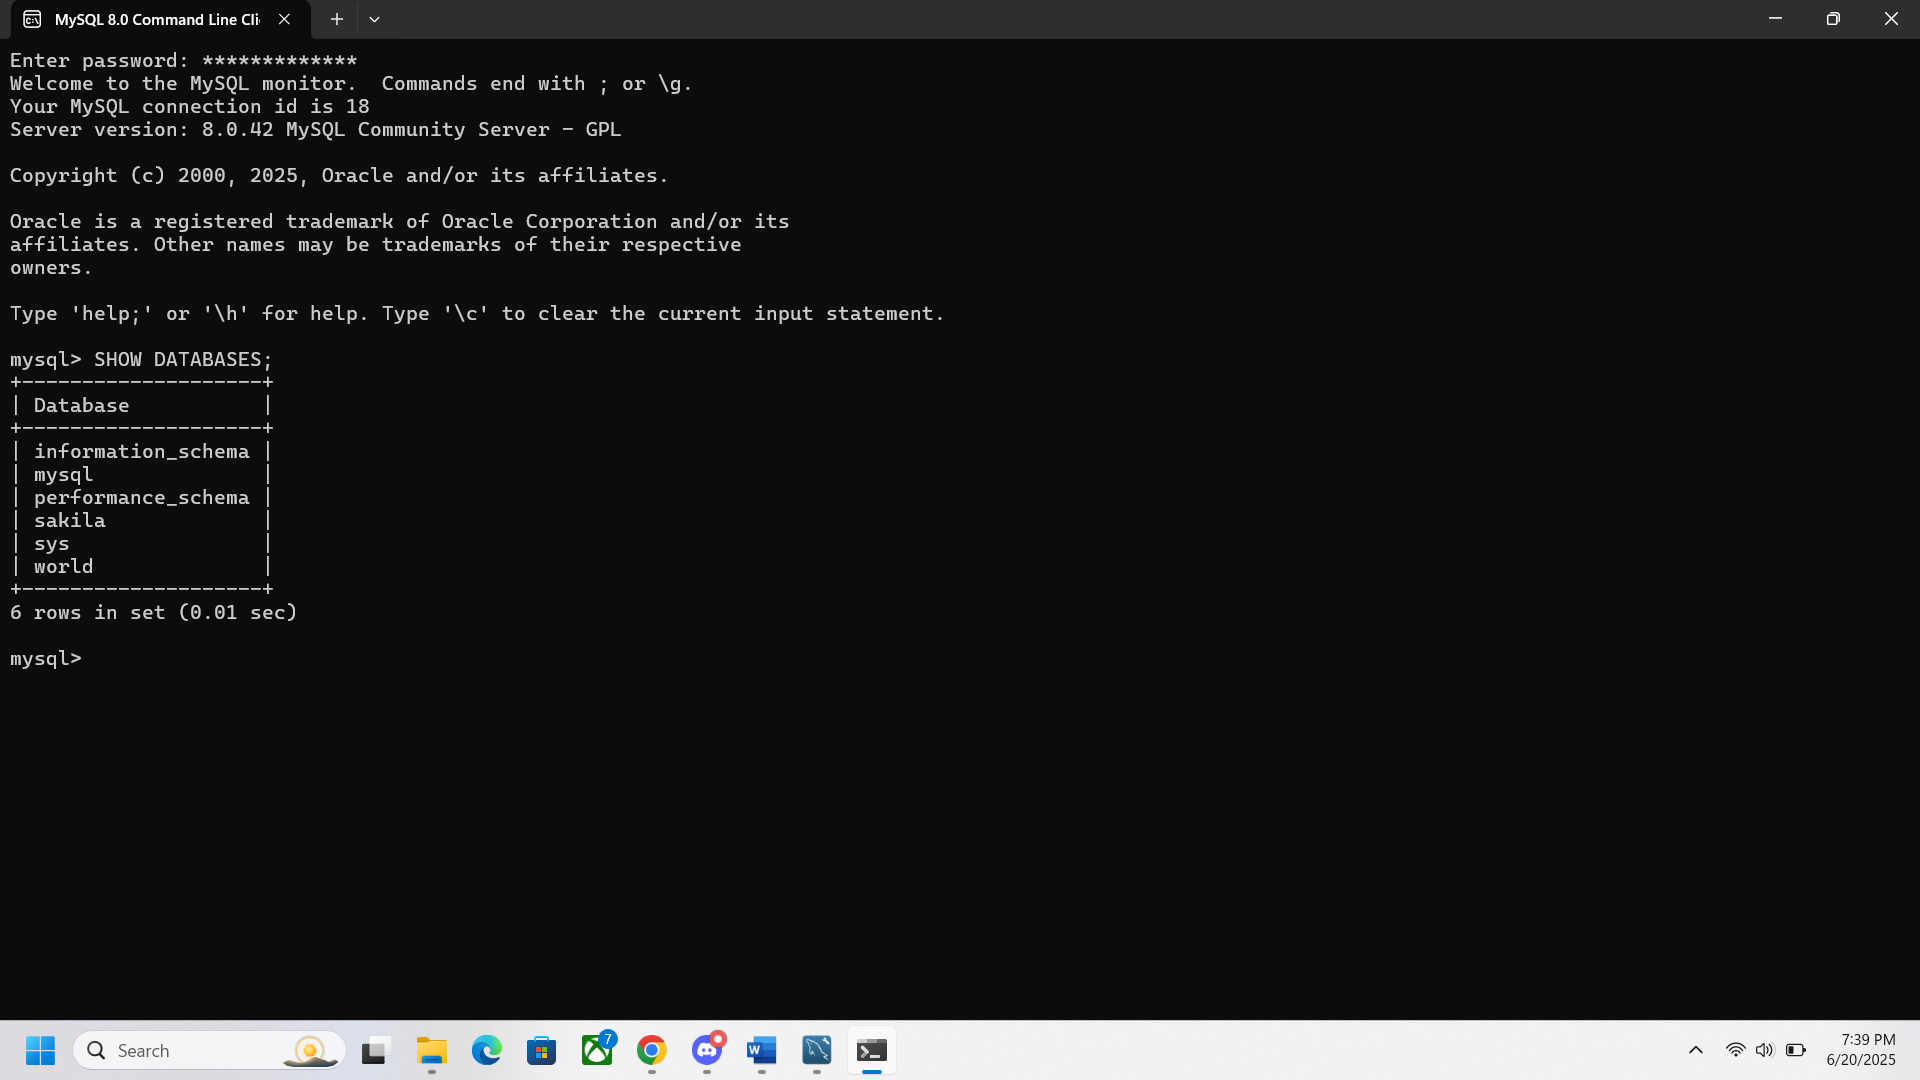 MySQL 8.0 Command Line Cli
Enter password: *************
Welcome to the MySQL monitor.  Commands end with ; or \g.
Your MySQL connection id is 18
Server version: 8.0.42 MySQL Community Server - GPL
Copyright (c) 2000, 2025, Oracle and/or its affiliates.
Oracle is a registered trademark of Oracle Corporation and/or its
affiliates. Other names may be trademarks of their respective
owners.
Type 'help;' or '\h' for help. Type '\c' to clear the current input statement.
mysql> SHOW DATABASES;
+--------------------+
| Database           |
+--------------------+
| information_schema |
| mysql              |
| performance_schema |
| sakila             |
| sys                |
| world              |
+--------------------+
6 rows in set (0.01 sec)
mysql>
Search
7
7:39 PM
6/20/2025